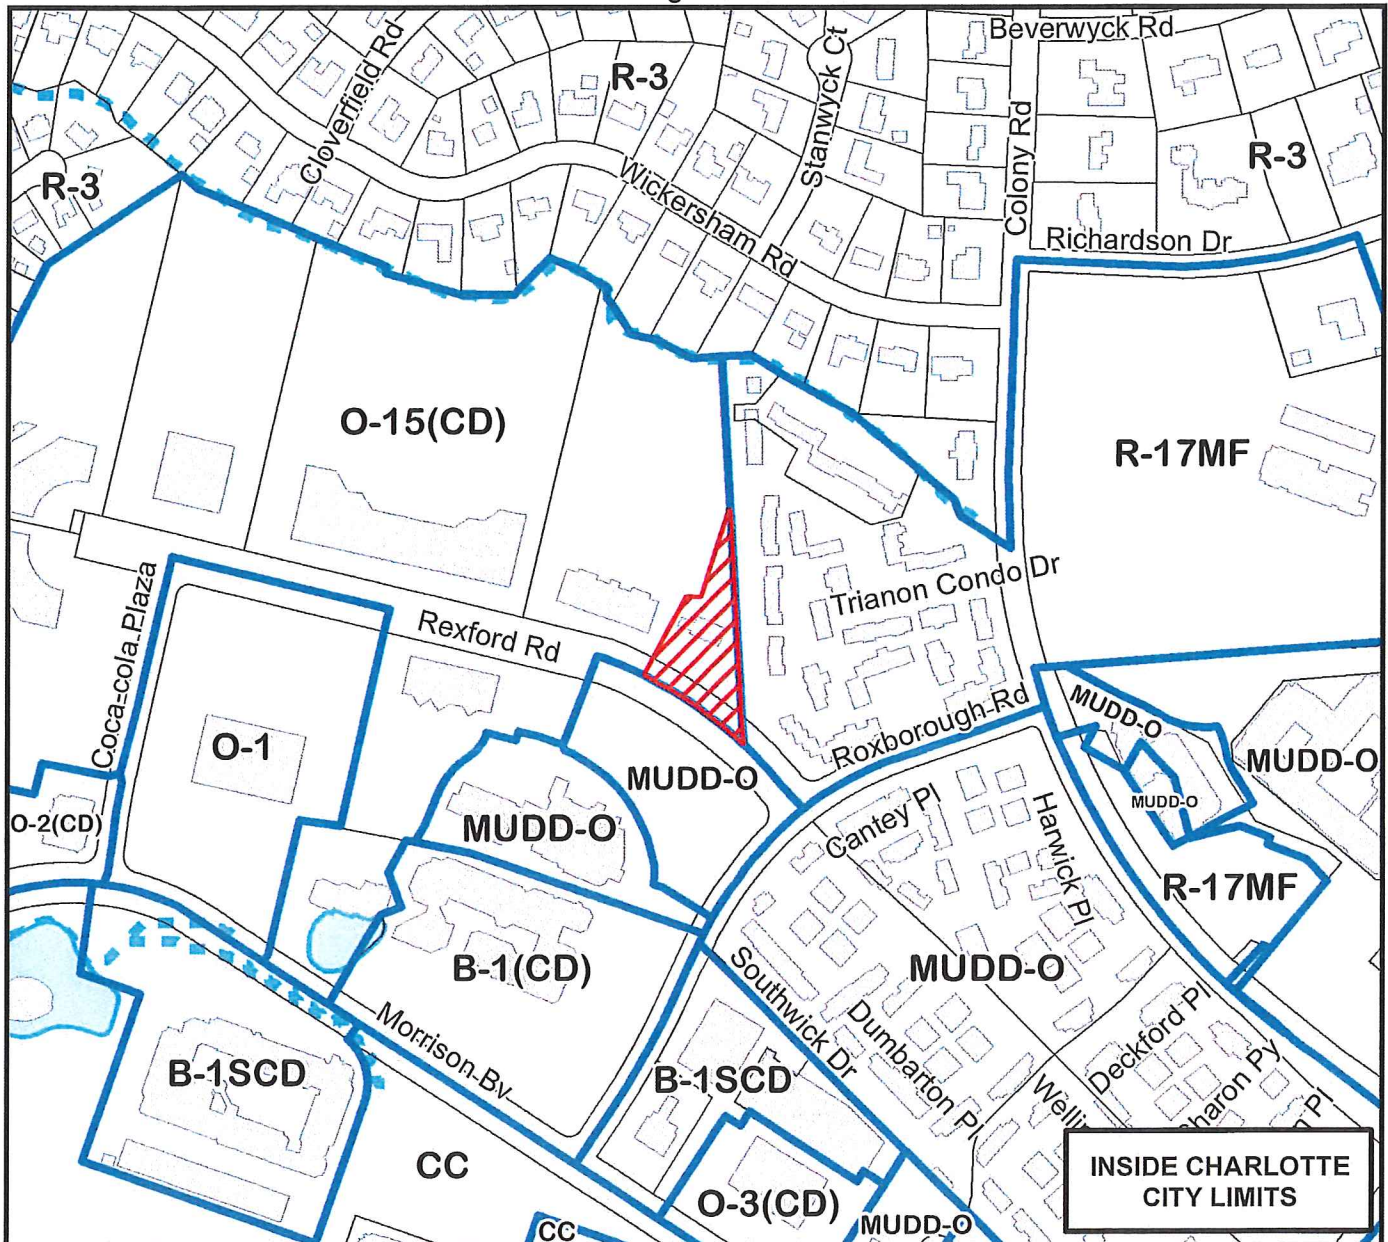 Beverwyck Rd
Cloverfield Rd
Stanwyck Ct
R-3
Colony Rd
R-3
R-3
Wickersham Rd
Richardson Dr
O-15(CD)
R-17MF
Trianon Condo Dr
Coca-cola Plaza
Rexford Rd
Roxborough Rd
MUDD-O
O-1
MUDD-O
MUDD-O
MUDD-O
O-2(CD)
MUDD-O
Cantey Pl
Harwick Pl
R-17MF
B-1(CD)
MUDD-O
Southwick Dr
Dumbarton Pl
Deckford Pl
Morrison Bv
B-1SCD
B-1SCD
INSIDE CHARLOTTE
CITY LIMITS
CC
O-3(CD)
MUDD-O
CC